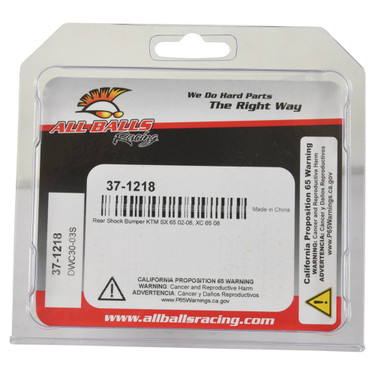 We Do Hard Parts
The Right Way
ALL BALLS
Racing
37-1218
Made in China
Rear Shock Bumper KTM SX 65 02-08, XC 65 08
37-1218
DWC30-03S
CALIFORNIA PROPOSITION 65 WARNING
WARNING: Cancer and Reproductive Harm
ADVERTENCIA: Cáncer y Daños Reproductivos
www.P65Warnings.ca.gov
California Proposition 65 Warning
WARNING: Cancer and Reproductive Harm
ADVERTENCIA: Cáncer y Daños Reproductivos
www.P65Warnings.ca.gov
www.allballsracing.com